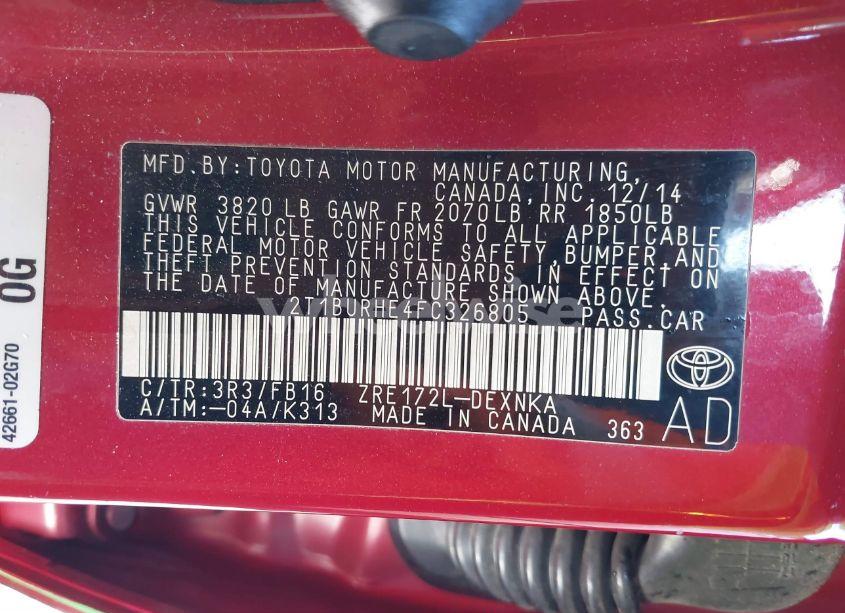 MFD. BY: TOYOTA MOTOR MANUFACTURING,
CANADA, INC. 12/14
GVWR 3820 LB GAWR FR 2070LB RR 1850LB
THIS VEHICLE CONFORMS TO ALL APPLICABLE
FEDERAL MOTOR VEHICLE SAFETY, BUMPER, AND
THEFT PREVENTION STANDARDS IN EFFECT ON
THE DATE OF MANUFACTURE SHOWN ABOVE.
2T1BURHE4FC326805 PASS.CAR
C/TR:3R3/FB16 ZRE172L-DEXNKA
A/TM:-04A/K313 MADE IN CANADA 363
AD
42661-02G70
0G